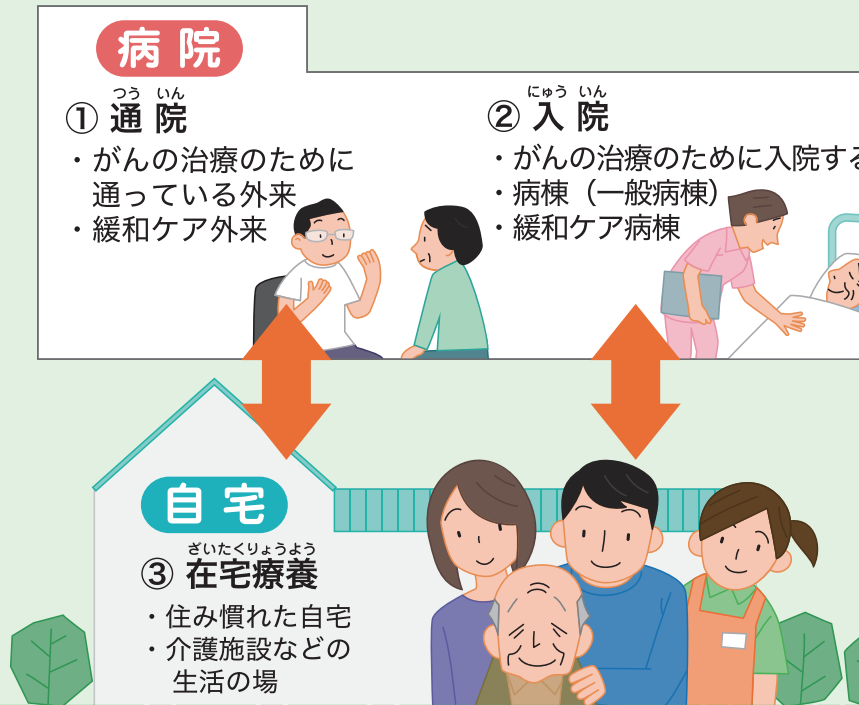 病院
つう いん
① 通院
・がんの治療のために
通っている外来
・緩和ケア外来
にゅう いん
② 入院
・がんの治療のために入院する
・病棟（一般病棟）
・緩和ケア病棟
自宅
ざいたくりょうよう
③ 在宅療養
・住み慣れた自宅
・介護施設などの
生活の場